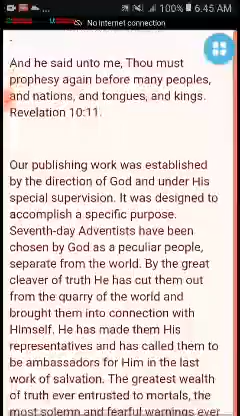 100% 6:45 AM
No internet connection
And he said unto me, Thou must
prophesy again before many peoples,
and nations, and tongues, and kings.
Revelation 10:11.
Our publishing work was established
by the direction of God and under His
special supervision. It was designed to
accomplish a specific purpose.
Seventh-day Adventists have been
chosen by God as a peculiar people,
separate from the world. By the great
cleaver of truth He has cut them out
from the quarry of the world and
brought them into connection with
Himself. He has made them His
representatives and has called them to
be ambassadors for Him in the last
work of salvation. The greatest wealth
of truth ever entrusted to mortals, the
most solemn and fearful warnings ever